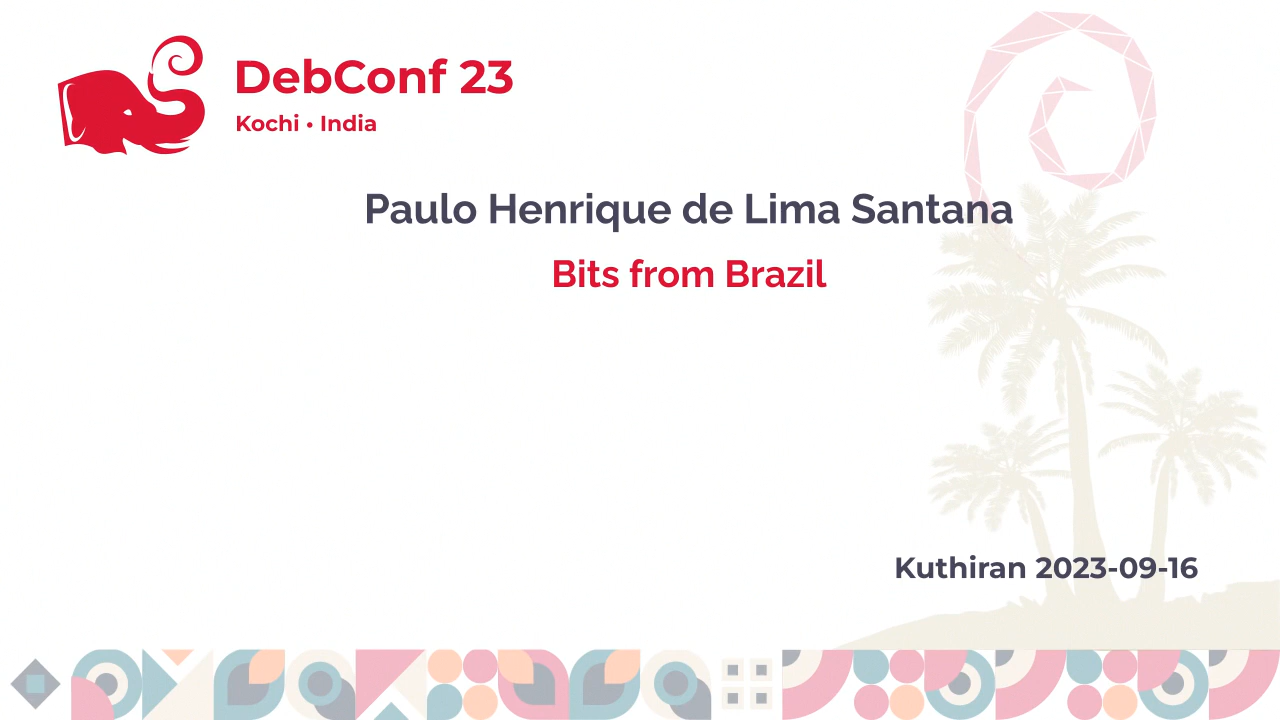 DebConf 23
Kochi • India
Paulo Henrique de Lima Santana
Bits from Brazil
Kuthiran 2023-09-16